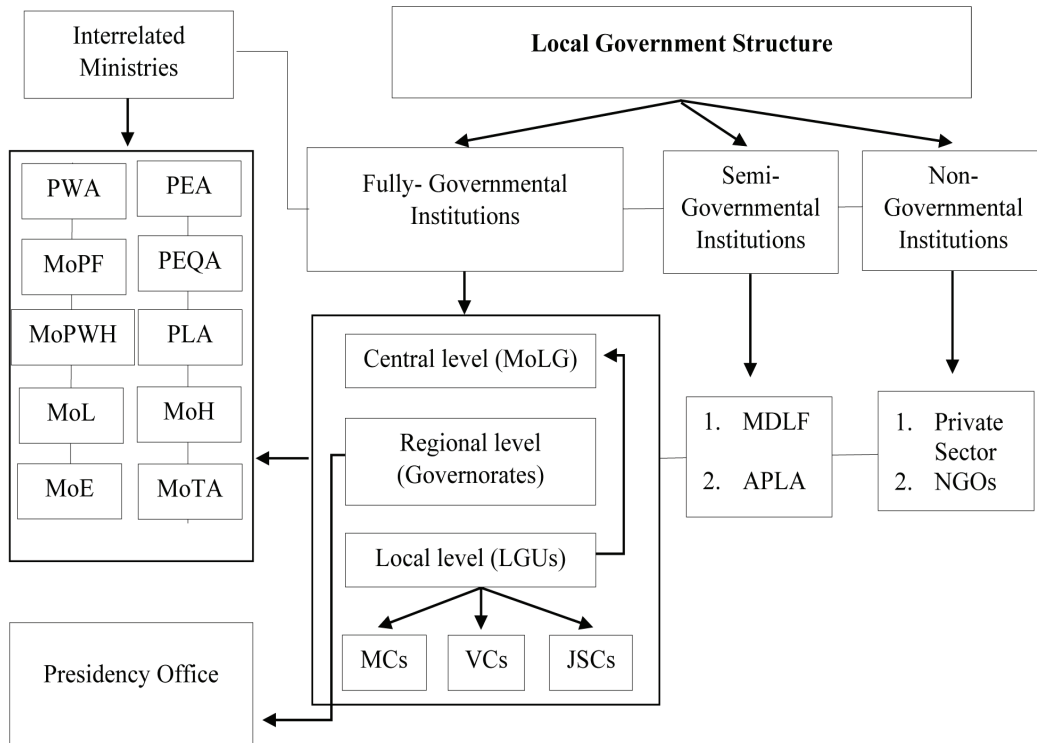 Interrelated
Ministries
Local Government Structure
PWA
PEA
MoPF
PEQA
MoPWH
PLA
MoL
MoH
MoE
MoTA
Fully- Governmental
Institutions
Semi-
Governmental
Institutions
Non-
Governmental
Institutions
Central level (MoLG)
Regional level
(Governorates)
Local level (LGUs)
MCs
VCs
JSCs
1. MDLF
2. APLA
1. Private
Sector
2. NGOs
Presidency Office